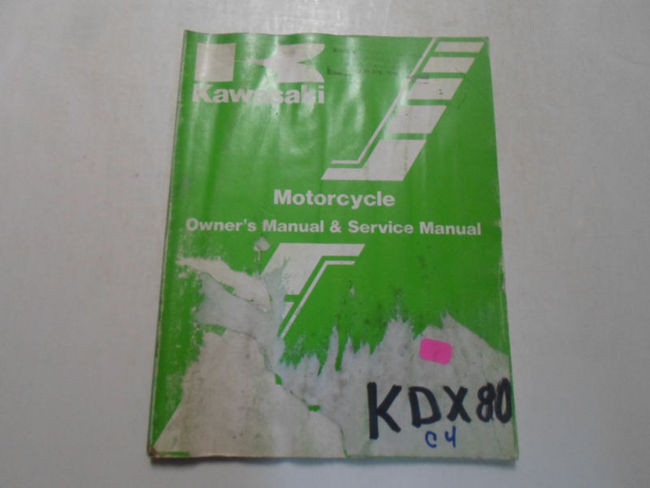 Kawasaki
Motorcycle
Owner's Manual & Service Manual
KDX80
C4